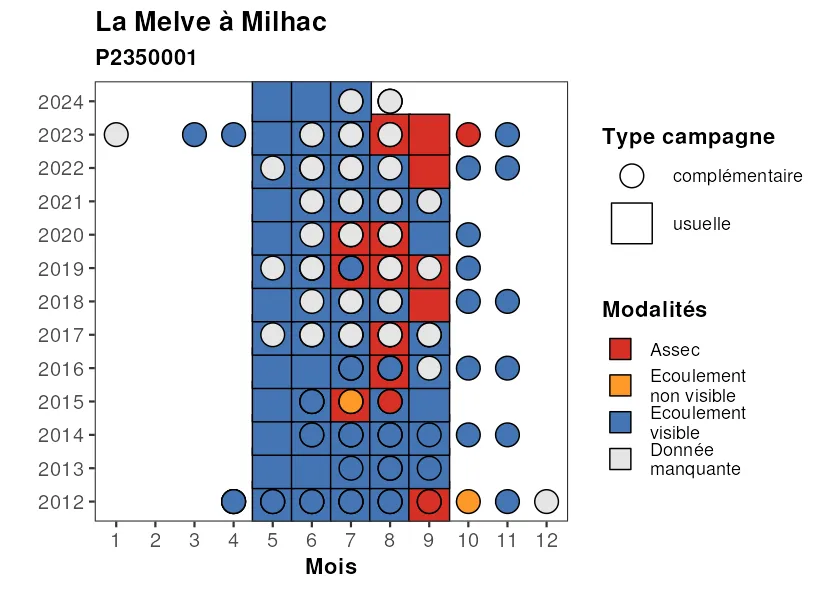 La Melve à Milhac
P2350001
2024
2023
2022
2021
2020
2019
2018
2017
2016
2015
2014
2013
2012
1 2 3 4 5 6 7 8 9 10 11 12
Mois
Type campagne
complémentaire
usuelle
Modalités
Assec
Ecoulement
non visible
Ecoulement
visible
Donnée
manquante